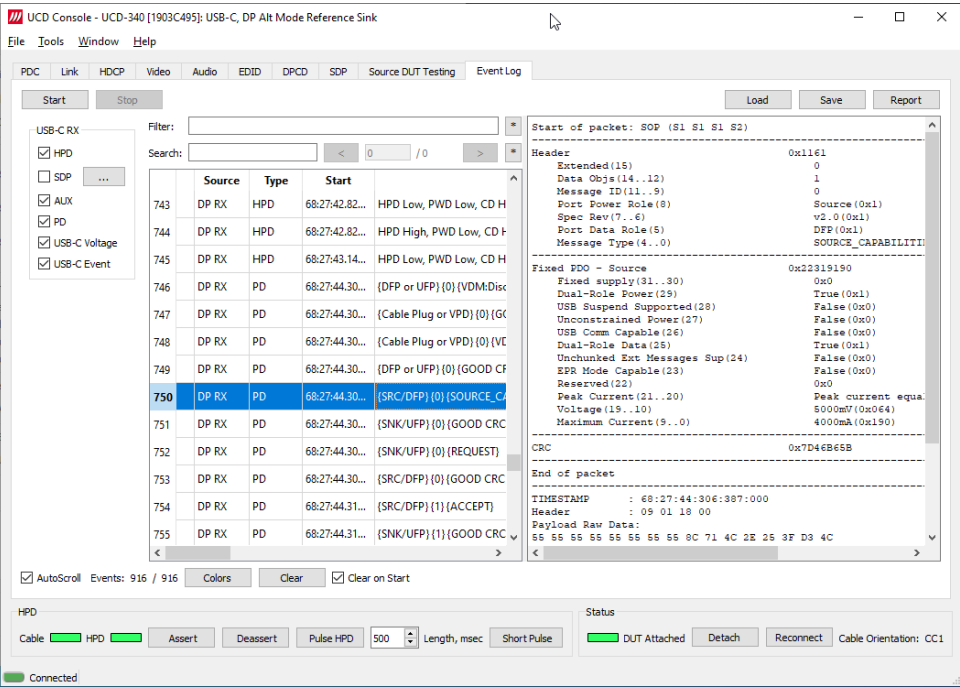 UCD Console - UCD-340 [1903C495]: USB-C, DP Alt Mode Reference Sink
File Tools Window Help
PDC Link HDCP Video Audio EDID DPCD SDP Source DUT Testing Event Log
Start Stop Load Save Report
USB-C RX
HPD
SDP ...
AUX
PD
USB-C Voltage
USB-C Event
Filter: *
Search: < 0 / 0 > *
Source Type Start
743 DP RX HPD 68:27:42.82... HPD Low, PWD Low, CD H
744 DP RX HPD 68:27:42.82... HPD High, PWD Low, CD H
745 DP RX HPD 68:27:43.14... HPD Low, PWD Low, CD H
746 DP RX PD 68:27:44.30... {DFP or UFP}{0}{VDM:Disc
747 DP RX PD 68:27:44.30... {Cable Plug or VPD}{0}{GO
748 DP RX PD 68:27:44.30... {Cable Plug or VPD}{0}{VD
749 DP RX PD 68:27:44.30... {DFP or UFP}{0}{GOOD CR
750 DP RX PD 68:27:44.30... {SRC/DFP}{0}{SOURCE_CA
751 DP RX PD 68:27:44.30... {SNK/UFP}{0}{GOOD CRC
752 DP RX PD 68:27:44.30... {SNK/UFP}{0}{REQUEST}
753 DP RX PD 68:27:44.30... {SRC/DFP}{0}{GOOD CRC
754 DP RX PD 68:27:44.31... {SRC/DFP}{1}{ACCEPT}
755 DP RX PD 68:27:44.31... {SNK/UFP}{1}{GOOD CRC
Start of packet: SOP (S1 S1 S1 S2)
Header 0x1161
Extended(15) 0
Data Objs(14..12) 1
Message ID(11..9) 0
Port Power Role(8) Source(0x1)
Spec Rev(7..6) v2.0(0x1)
Port Data Role(5) DFP(0x1)
Message Type(4..0) SOURCE_CAPABILITI
Fixed PDO - Source 0x22319190
Fixed supply(31..30) 0x0
Dual-Role Power(29) True(0x1)
USB Suspend Supported(28) False(0x0)
Unconstrained Power(27) False(0x0)
USB Comm Capable(26) False(0x0)
Dual-Role Data(25) True(0x1)
Unchunked Ext Messages Sup(24) False(0x0)
EPR Mode Capable(23) False(0x0)
Reserved(22) 0x0
Peak Current(21..20) Peak current equa
Voltage(19..10) 5000mV(0x064)
Maximum Current(9..0) 4000mA(0x190)
CRC 0x7D46B65B
End of packet
TIMESTAMP : 68:27:44:306:387:000
Header : 09 01 18 00
Payload Raw Data:
55 55 55 55 55 55 55 55 8C 71 4C 2E 25 3F D3 4C
AutoScroll Events: 916 / 916 Colors Clear Clear on Start
HPD
Cable HPD Assert Deassert Pulse HPD 500 Length, msec Short Pulse
Status
DUT Attached Detach Reconnect Cable Orientation: CC1
Connected